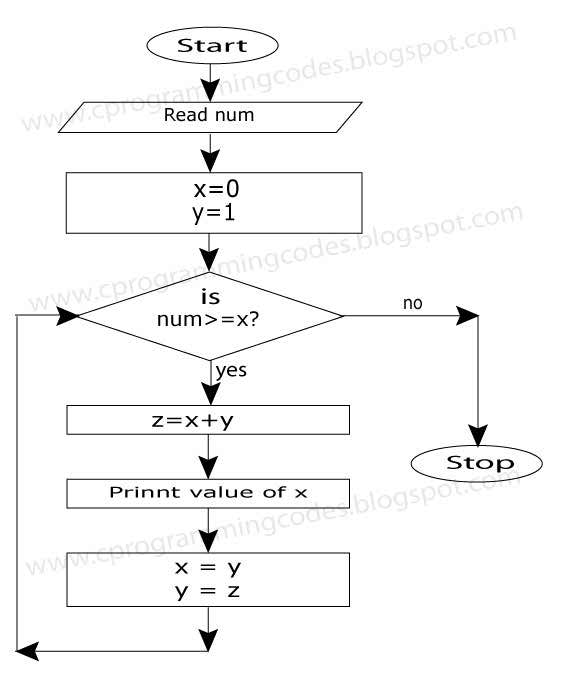 Start
www.cprogrammingcodes.blogspot.com
Read num
x=0
y=1
www.cprogrammingcodes.blogspot.com
is
num>=x?
no
yes
z=x+y
Stop
Prinnt value of x
www.cprogrammingcodes.blogspot.com
x = y
y = z